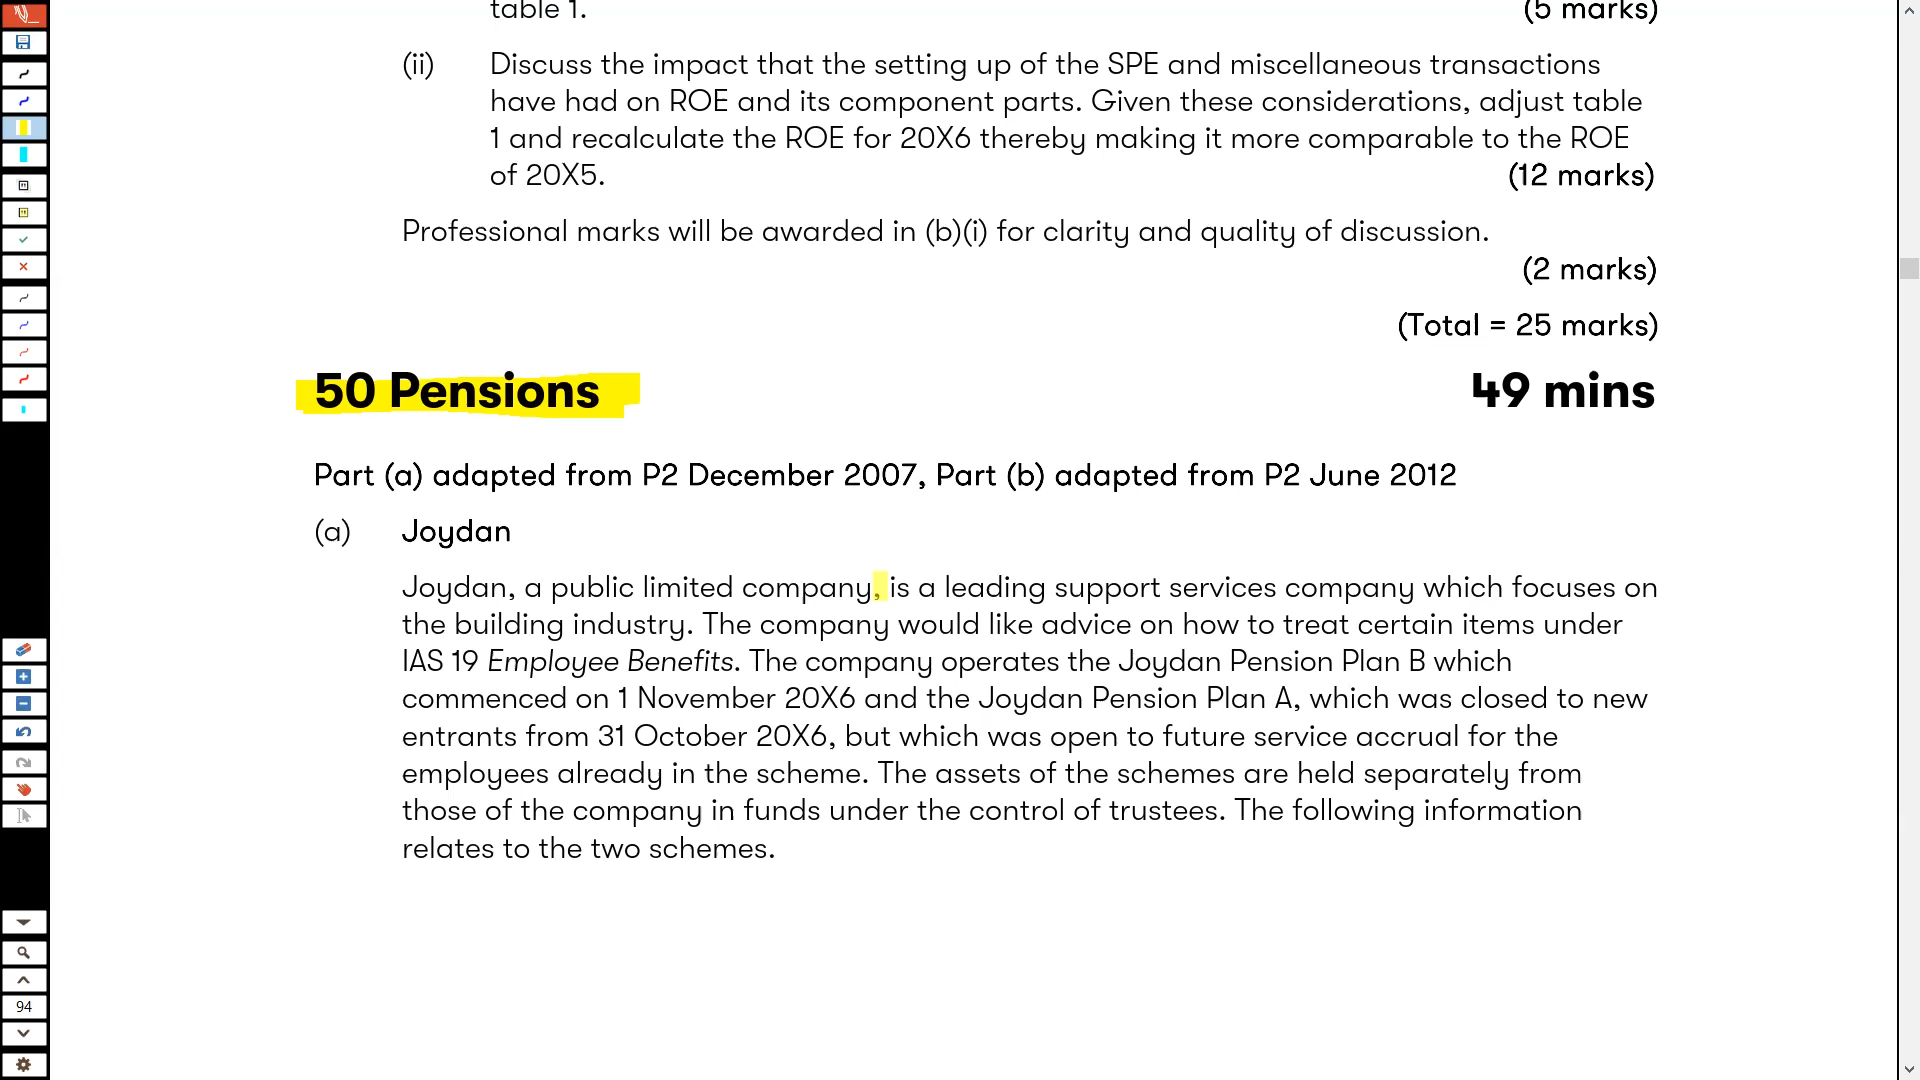 table 1.
(5 marks)
(ii) Discuss the impact that the setting up of the SPE and miscellaneous transactions
have had on ROE and its component parts. Given these considerations, adjust table
1 and recalculate the ROE for 20X6 thereby making it more comparable to the ROE
of 20X5.
(12 marks)
Professional marks will be awarded in (b)(i) for clarity and quality of discussion.
(2 marks)
(Total = 25 marks)
50 Pensions
49 mins
Part (a) adapted from P2 December 2007, Part (b) adapted from P2 June 2012
(a) Joydan
Joydan, a public limited company, is a leading support services company which focuses on
the building industry. The company would like advice on how to treat certain items under
IAS 19 Employee Benefits. The company operates the Joydan Pension Plan B which
commenced on 1 November 20X6 and the Joydan Pension Plan A, which was closed to new
entrants from 31 October 20X6, but which was open to future service accrual for the
employees already in the scheme. The assets of the schemes are held separately from
those of the company in funds under the control of trustees. The following information
relates to the two schemes.
94